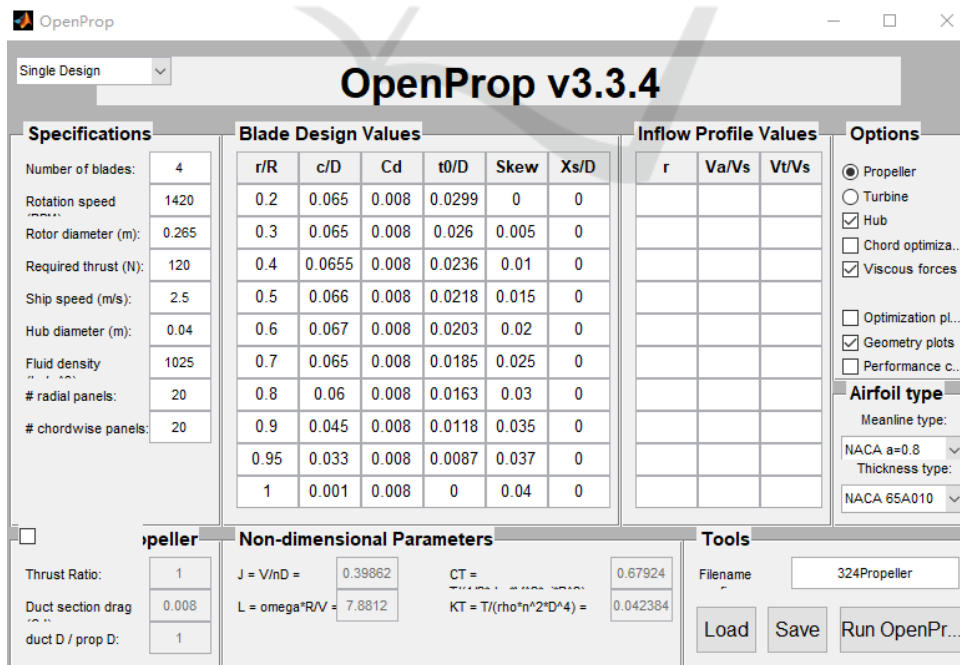 OpenProp
Single Design
OpenProp v3.3.4
Specifications
Number of blades: 4
Rotation speed 1420
Rotor diameter (m): 0.265
Required thrust (N): 120
Ship speed (m/s): 2.5
Hub diameter (m): 0.04
Fluid density 1025
# radial panels: 20
# chordwise panels: 20
Blade Design Values
r/R c/D Cd t0/D Skew Xs/D
0.2 0.065 0.008 0.0299 0 0
0.3 0.065 0.008 0.026 0.005 0
0.4 0.0655 0.008 0.0236 0.01 0
0.5 0.066 0.008 0.0218 0.015 0
0.6 0.067 0.008 0.0203 0.02 0
0.7 0.065 0.008 0.0185 0.025 0
0.8 0.06 0.008 0.0163 0.03 0
0.9 0.045 0.008 0.0118 0.035 0
0.95 0.033 0.008 0.0087 0.037 0
1 0.001 0.008 0 0.04 0
Inflow Profile Values
r Va/Vs Vt/Vs
Options
Propeller
Turbine
Hub
Chord optimiza...
Viscous forces
Optimization pl...
Geometry plots
Performance c...
Airfoil type
Meanline type:
NACA a=0.8
Thickness type:
NACA 65A010
opeller
Thrust Ratio: 1
Duct section drag 0.008
duct D / prop D: 1
Non-dimensional Parameters
J = V/nD = 0.39862
L = omega*R/V = 7.8812
CT = 0.67924
KT = T/(rho*n^2*D^4) = 0.042384
Tools
Filename 324Propeller
Load Save Run OpenPr...